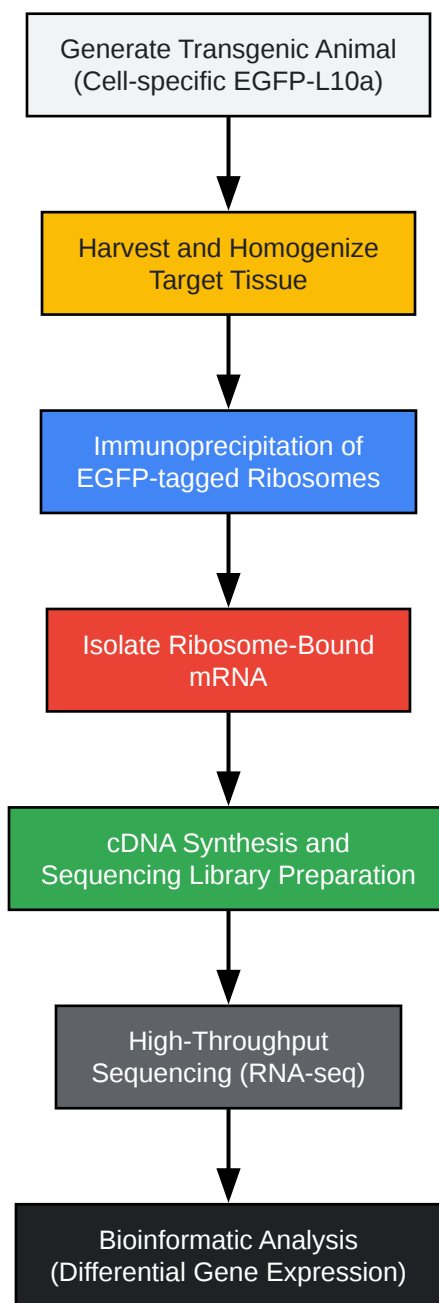 Generate Transgenic Animal
(Cell-specific EGFP-L10a)
Harvest and Homogenize
Target Tissue
Immunoprecipitation of
EGFP-tagged Ribosomes
Isolate Ribosome-Bound
mRNA
cDNA Synthesis and
Sequencing Library Preparation
High-Throughput
Sequencing (RNA-seq)
Bioinformatic Analysis
(Differential Gene Expression)